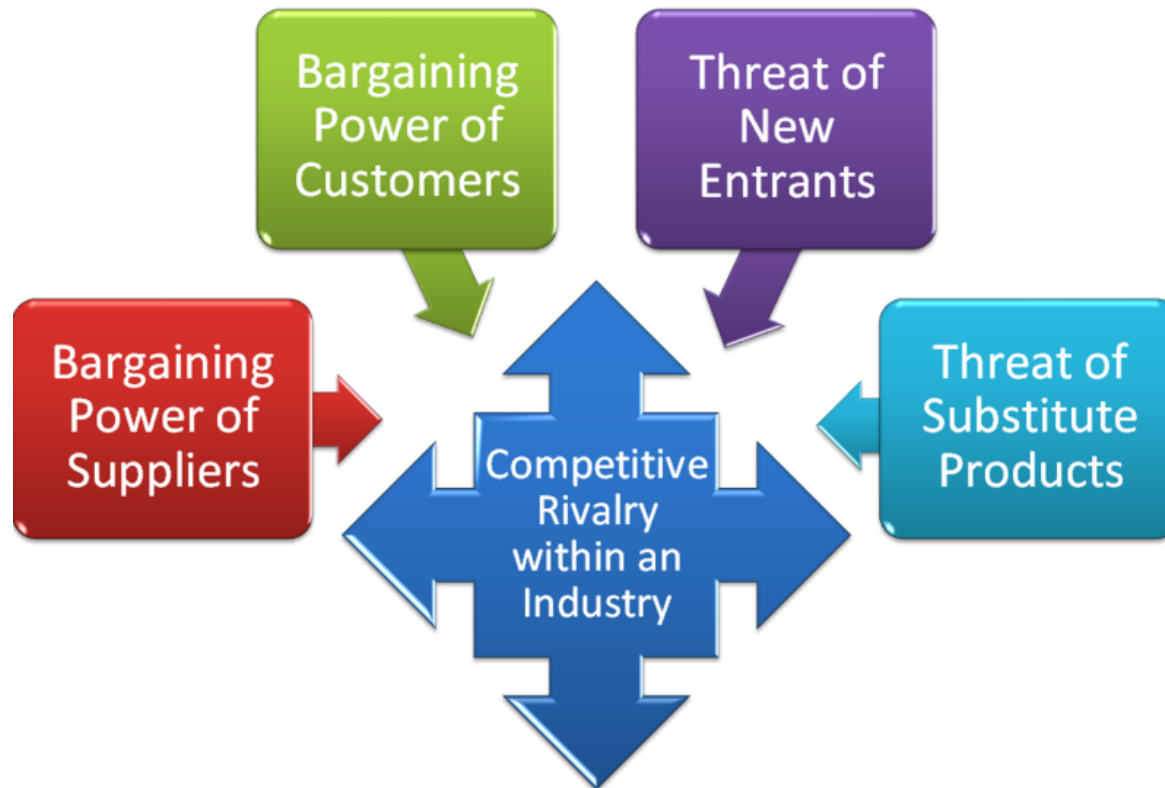 Bargaining
Power of
Customers
Threat of
New
Entrants
Bargaining
Power of
Suppliers
Threat of
Substitute
Products
Competitive
Rivalry
within an
Industry